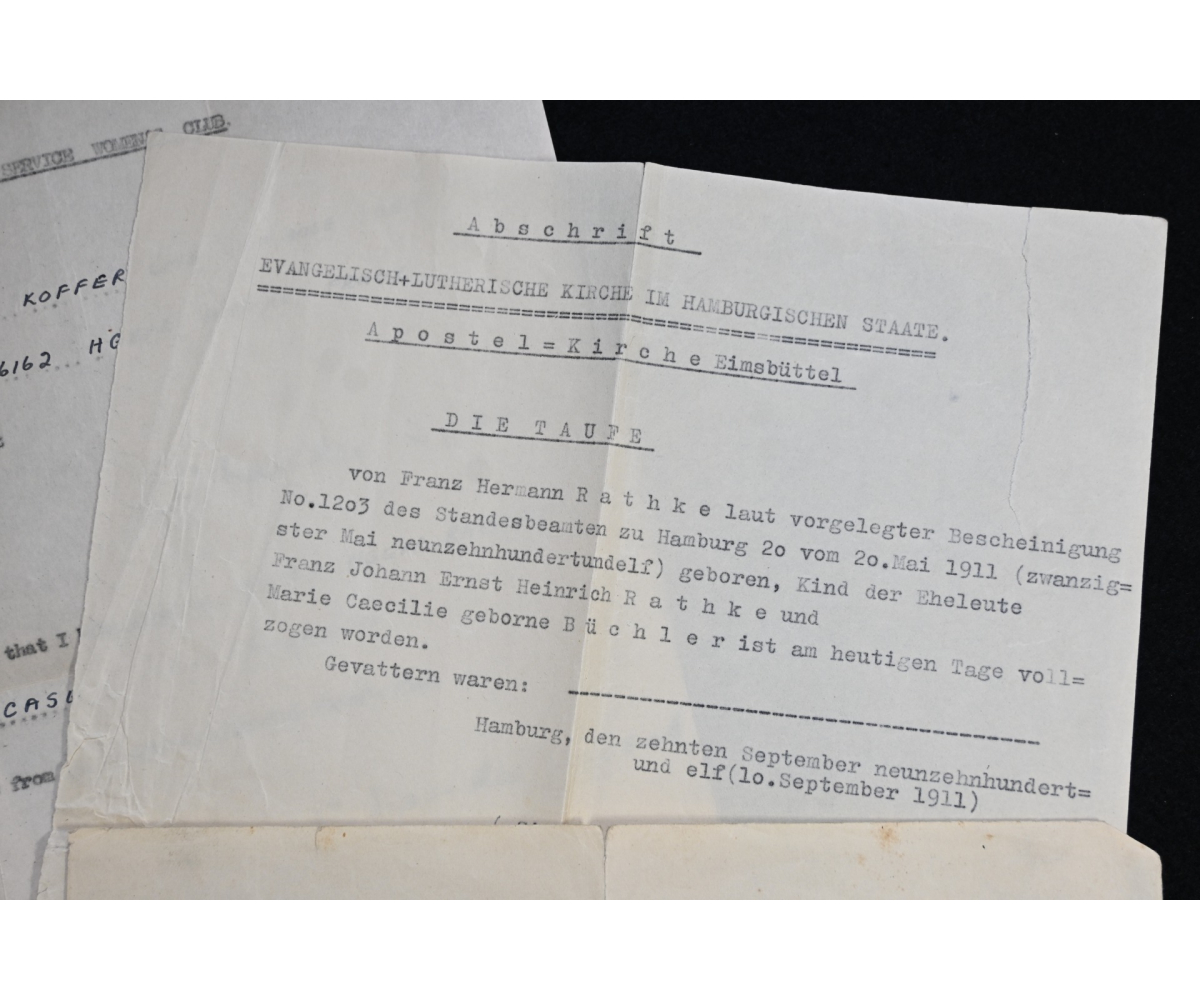 SERVICE WOMENS CLUB.
KOFFER
6162 HG
that I
CASU
from
Abschrift
EVANGELISCH+LUTHERISCHE KIRCHE IM HAMBURGISCHEN STAATE.
Apostel=Kirche Eimsbüttel
DIE TAUFE
von Franz Hermann Rathke laut vorgelegter Bescheinigung
No.12o3 des Standesbeamten zu Hamburg 2o vom 2o.Mai 1911 (zwanzig=
ster Mai neunzehnhundertundelf) geboren, Kind der Eheleute
Franz Johann Ernst Heinrich Rathke und
Marie Caecilie geborne Büchler ist am heutigen Tage voll=
zogen worden.
Gevattern waren:
Hamburg, den zehnten September neunzehnhundert=
und elf(1o.September 1911)